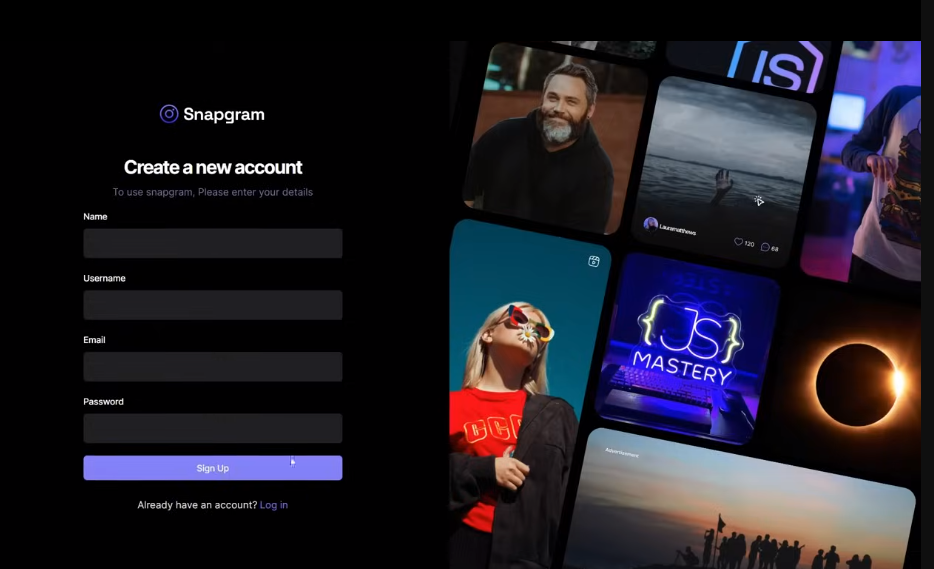 Snapgram
Create a new account
To use snapgram, Please enter your details
Name
Username
Email
Password
Sign Up
Already have an account? Log in
JS
Lauramatthews
120
68
{JS}
MASTERY
Advertisement